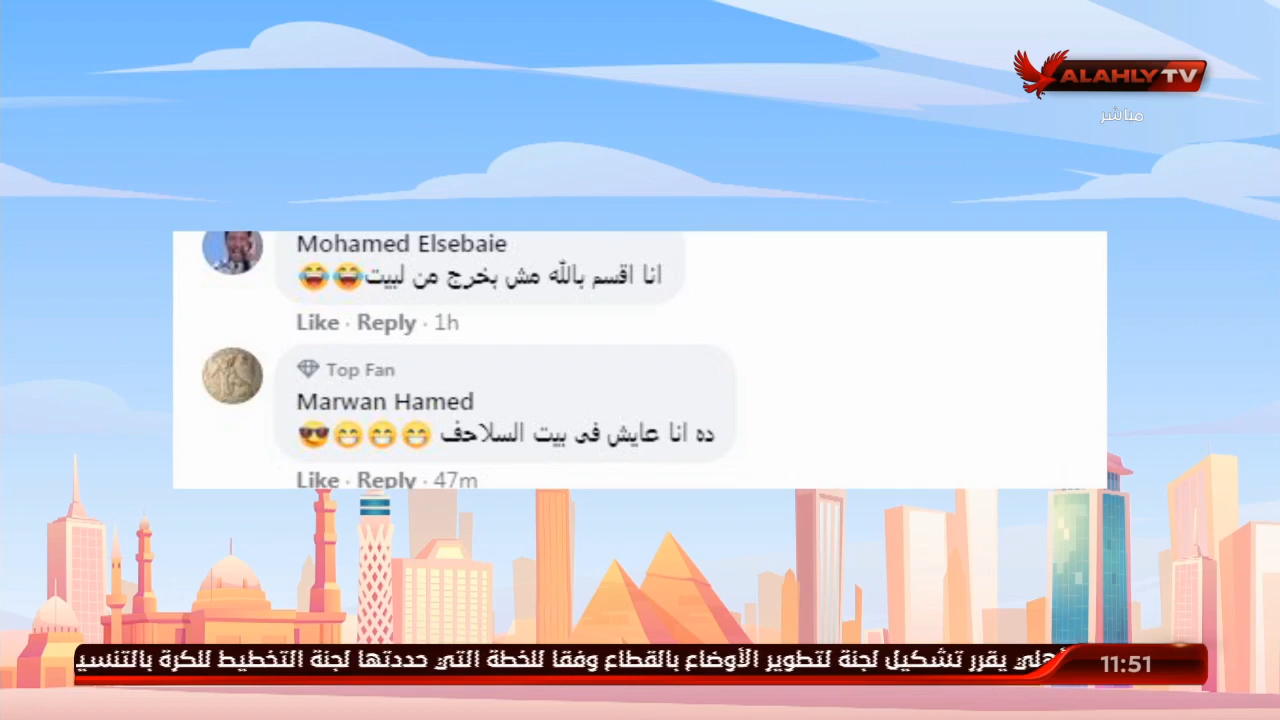 ALAHLY TV
مباشر
Mohamed Elsebaie
انا اقسم بالله مش بخرج من لبيت😂😂
Like · Reply · 1h
Top Fan
Marwan Hamed
ده انا عايش فى بيت السلاحف 😁😁😁😎
Like · Reply · 47m
يقرر تشكيل لجنة لتطوير الأوضاع بالقطاع وفقا للخطة التي حددتها لجنة التخطيط للكرة
11:51